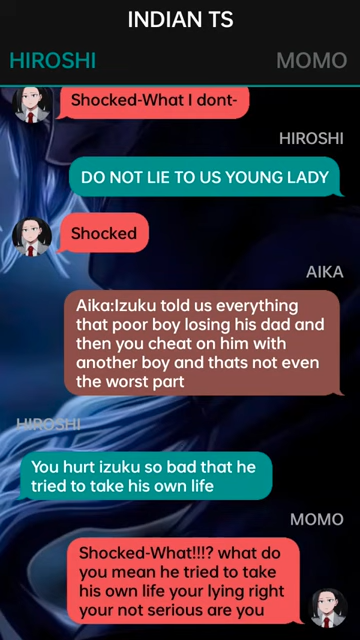 INDIAN TS
HIROSHI MOMO
Shocked-What I dont-
HIROSHI
DO NOT LIE TO US YOUNG LADY
Shocked
AIKA
Aika:Izuku told us everything
that poor boy losing his dad and
then you cheat on him with
another boy and thats not even
the worst part
HIROSHI
You hurt izuku so bad that he
tried to take his own life
MOMO
Shocked-What!!!? what do
you mean he tried to take
his own life your lying right
your not serious are you